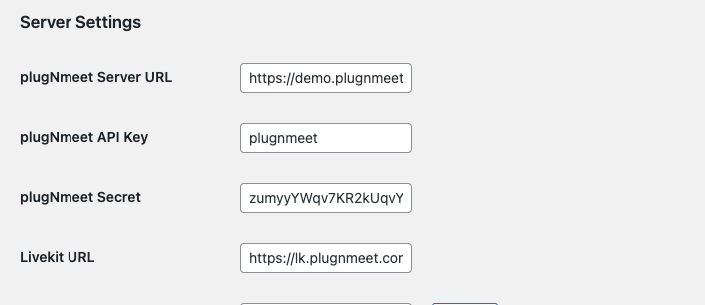 Server Settings
plugNmeet Server URL https://demo.plugnmeet
plugNmeet API Key plugnmeet
plugNmeet Secret zumyyYWqv7KR2kUqvY
Livekit URL https://lk.plugnmeet.cor